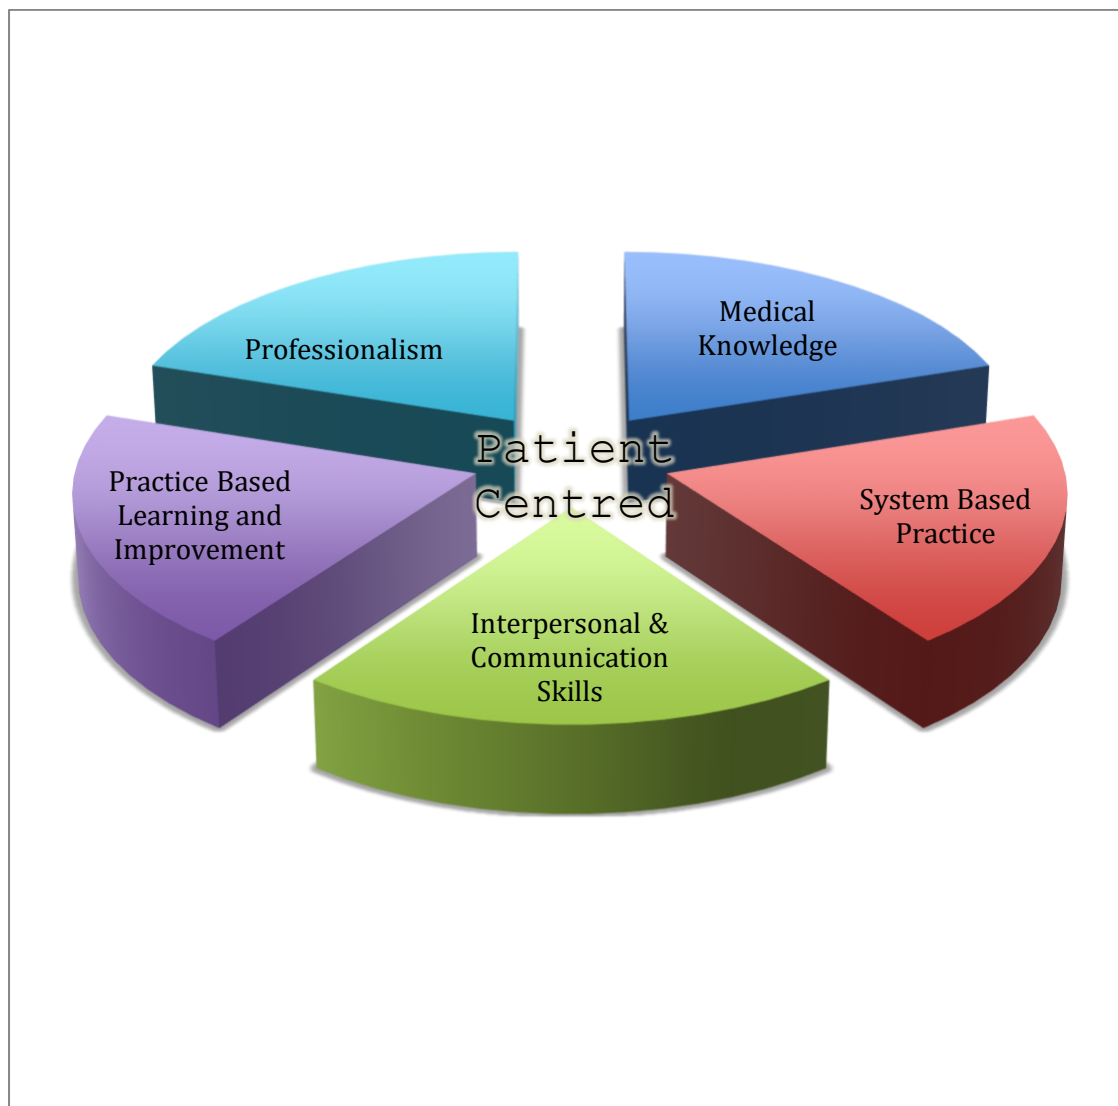 Professionalism
Medical
Knowledge
Patient
Centred
Practice Based
Learning and
Improvement
System Based
Practice
Interpersonal &
Communication
Skills